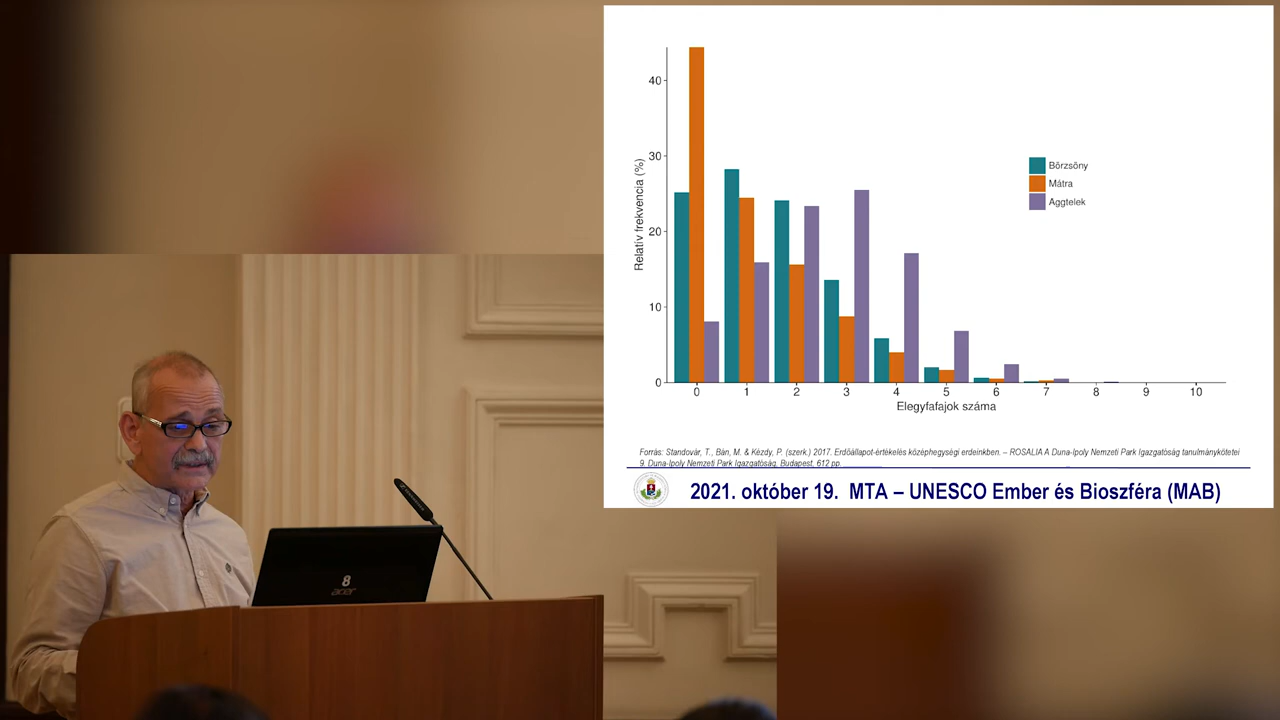 40
30
20
10
0
Relatív frekvencia (%)
Börzsöny
Mátra
Aggtelek
0 1 2 3 4 5 6 7 8 9 10
Elegyfafajok száma
Forrás: Standovár, T., Bán, M. & Kézdy, P. (szerk.) 2017. Erdőállapot-értékelés középhegységi erdeinkben. – ROSALIA A Duna-Ipoly Nemzeti Park Igazgatóság tanulmánykötetei
9. Duna-Ipoly Nemzeti Park Igazgatóság, Budapest, 612 pp.
2021. október 19. MTA – UNESCO Ember és Bioszféra (MAB)
8
acer